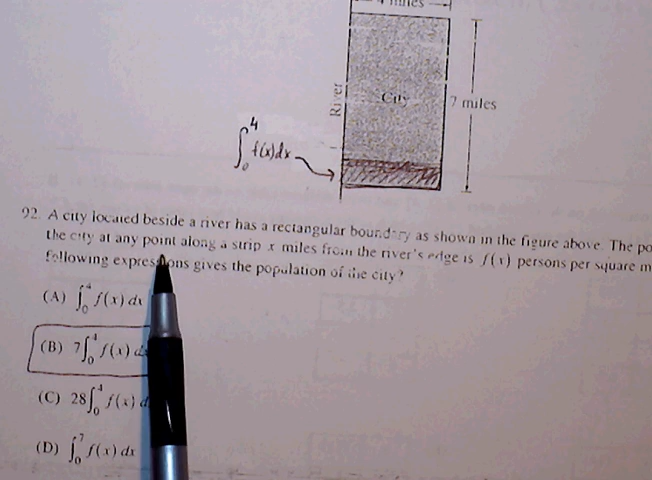 4 miles
River
City
7 miles
∫₀⁴ f(x)dx
92. A city located beside a river has a rectangular boundary as shown in the figure above. The
the city at any point along a strip x miles from the river's edge is f(x) persons per square
following expressions gives the population of the city?
(A) ∫₀⁴ f(x) dx
(B) 7∫₀⁴ f(x)
(C) 28∫₀⁴ f(x)
(D) ∫₀⁷ f(x) dx